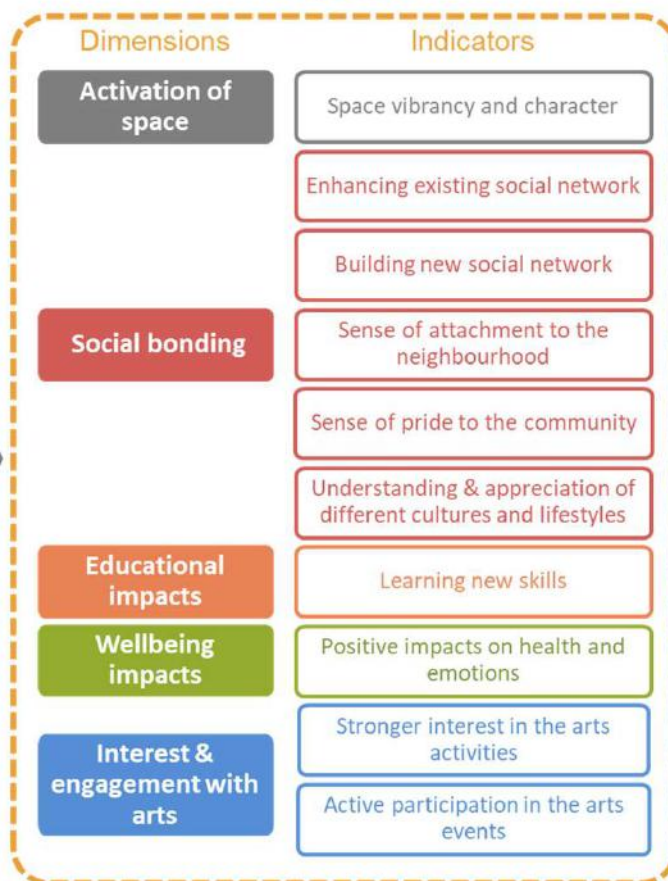 Dimensions
Indicators
Activation of
space
Space vibrancy and character
Enhancing existing social network
Building new social network
Social bonding
Sense of attachment to the
neighbourhood
Sense of pride to the community
Understanding & appreciation of
different cultures and lifestyles
Educational
impacts
Learning new skills
Wellbeing
impacts
Positive impacts on health and
emotions
Interest &
engagement with
arts
Stronger interest in the arts
activities
Active participation in the arts
events